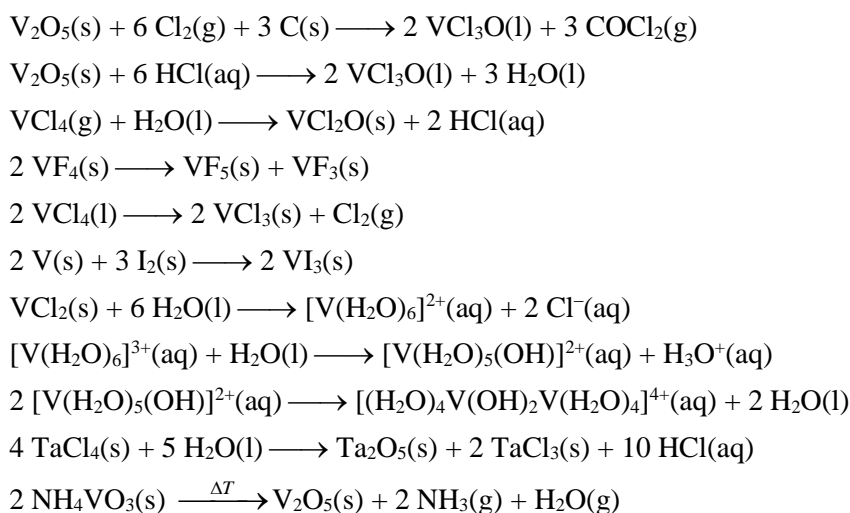 V₂O₅(s) + 6 Cl₂(g) + 3 C(s) ⟶ 2 VCl₃O(l) + 3 COCl₂(g)
V₂O₅(s) + 6 HCl(aq) ⟶ 2 VCl₃O(l) + 3 H₂O(l)
VCl₄(g) + H₂O(l) ⟶ VCl₂O(s) + 2 HCl(aq)
2 VF₄(s) ⟶ VF₅(s) + VF₃(s)
2 VCl₄(l) ⟶ 2 VCl₃(s) + Cl₂(g)
2 V(s) + 3 I₂(s) ⟶ 2 VI₃(s)
VCl₂(s) + 6 H₂O(l) ⟶ [V(H₂O)₆]²⁺(aq) + 2 Cl⁻(aq)
[V(H₂O)₆]³⁺(aq) + H₂O(l) ⟶ [V(H₂O)₅(OH)]²⁺(aq) + H₃O⁺(aq)
2 [V(H₂O)₅(OH)]²⁺(aq) ⟶ [(H₂O)₄V(OH)₂V(H₂O)₄]⁴⁺(aq) + 2 H₂O(l)
4 TaCl₄(s) + 5 H₂O(l) ⟶ Ta₂O₅(s) + 2 TaCl₃(s) + 10 HCl(aq)
2 NH₄VO₃(s) ⟶ΔT V₂O₅(s) + 2 NH₃(g) + H₂O(g)